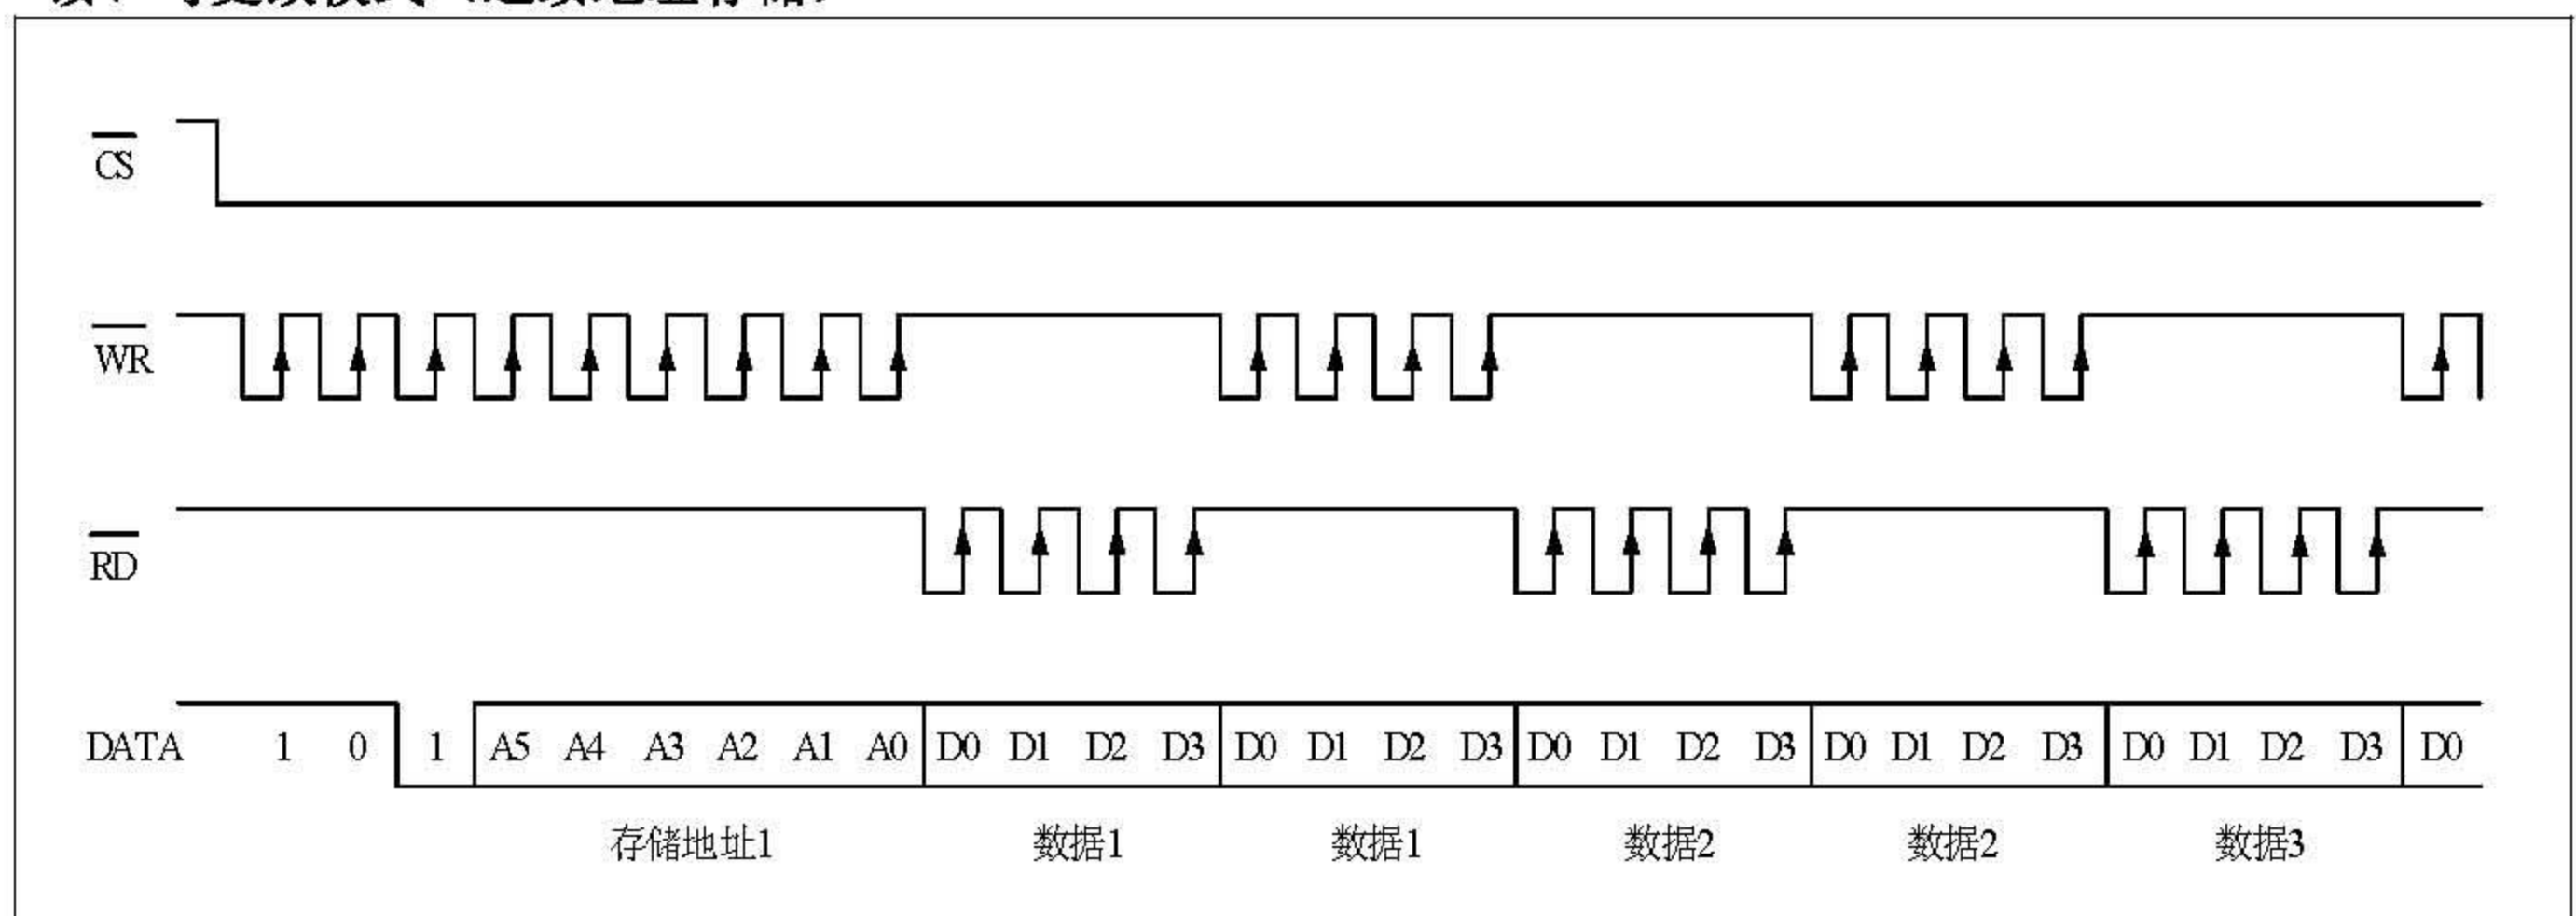 CS
WR
RD
DATA 1 0 1 A5 A4 A3 A2 A1 A0 D0 D1 D2 D3 D0 D1 D2 D3 D0 D1 D2 D3 D0 D1 D2 D3 D0 D1 D2 D3 D0
存储地址1 数据1 数据1 数据2 数据2 数据3